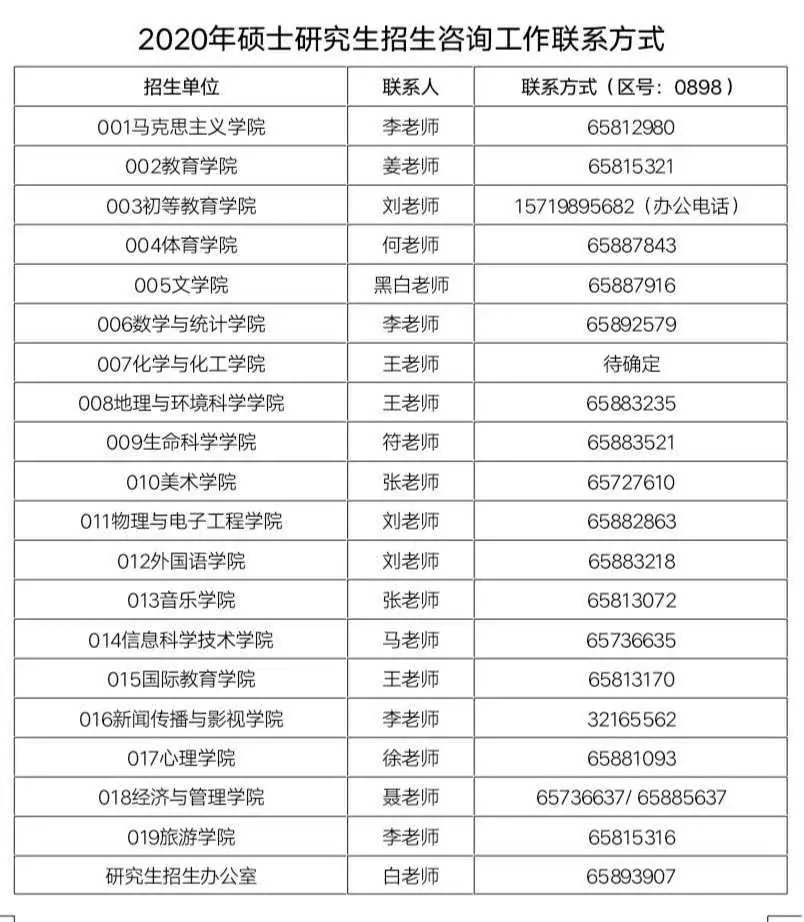 2020年硕士研究生招生咨询工作联系方式
招生单位 联系人 联系方式（区号：0898）
001马克思主义学院 李老师 65812980
002教育学院 姜老师 65815321
003初等教育学院 刘老师 15719895682（办公电话）
004体育学院 何老师 65887843
005文学院 黑白老师 65887916
006数学与统计学院 李老师 65892579
007化学与化工学院 王老师 待确定
008地理与环境科学学院 王老师 65883235
009生命科学学院 符老师 65883521
010美术学院 张老师 65727610
011物理与电子工程学院 刘老师 65882863
012外国语学院 刘老师 65883218
013音乐学院 张老师 65813072
014信息科学技术学院 马老师 65736635
015国际教育学院 王老师 65813170
016新闻传播与影视学院 李老师 32165562
017心理学院 徐老师 65881093
018经济与管理学院 聂老师 65736637/ 65885637
019旅游学院 李老师 65815316
研究生招生办公室 白老师 65893907